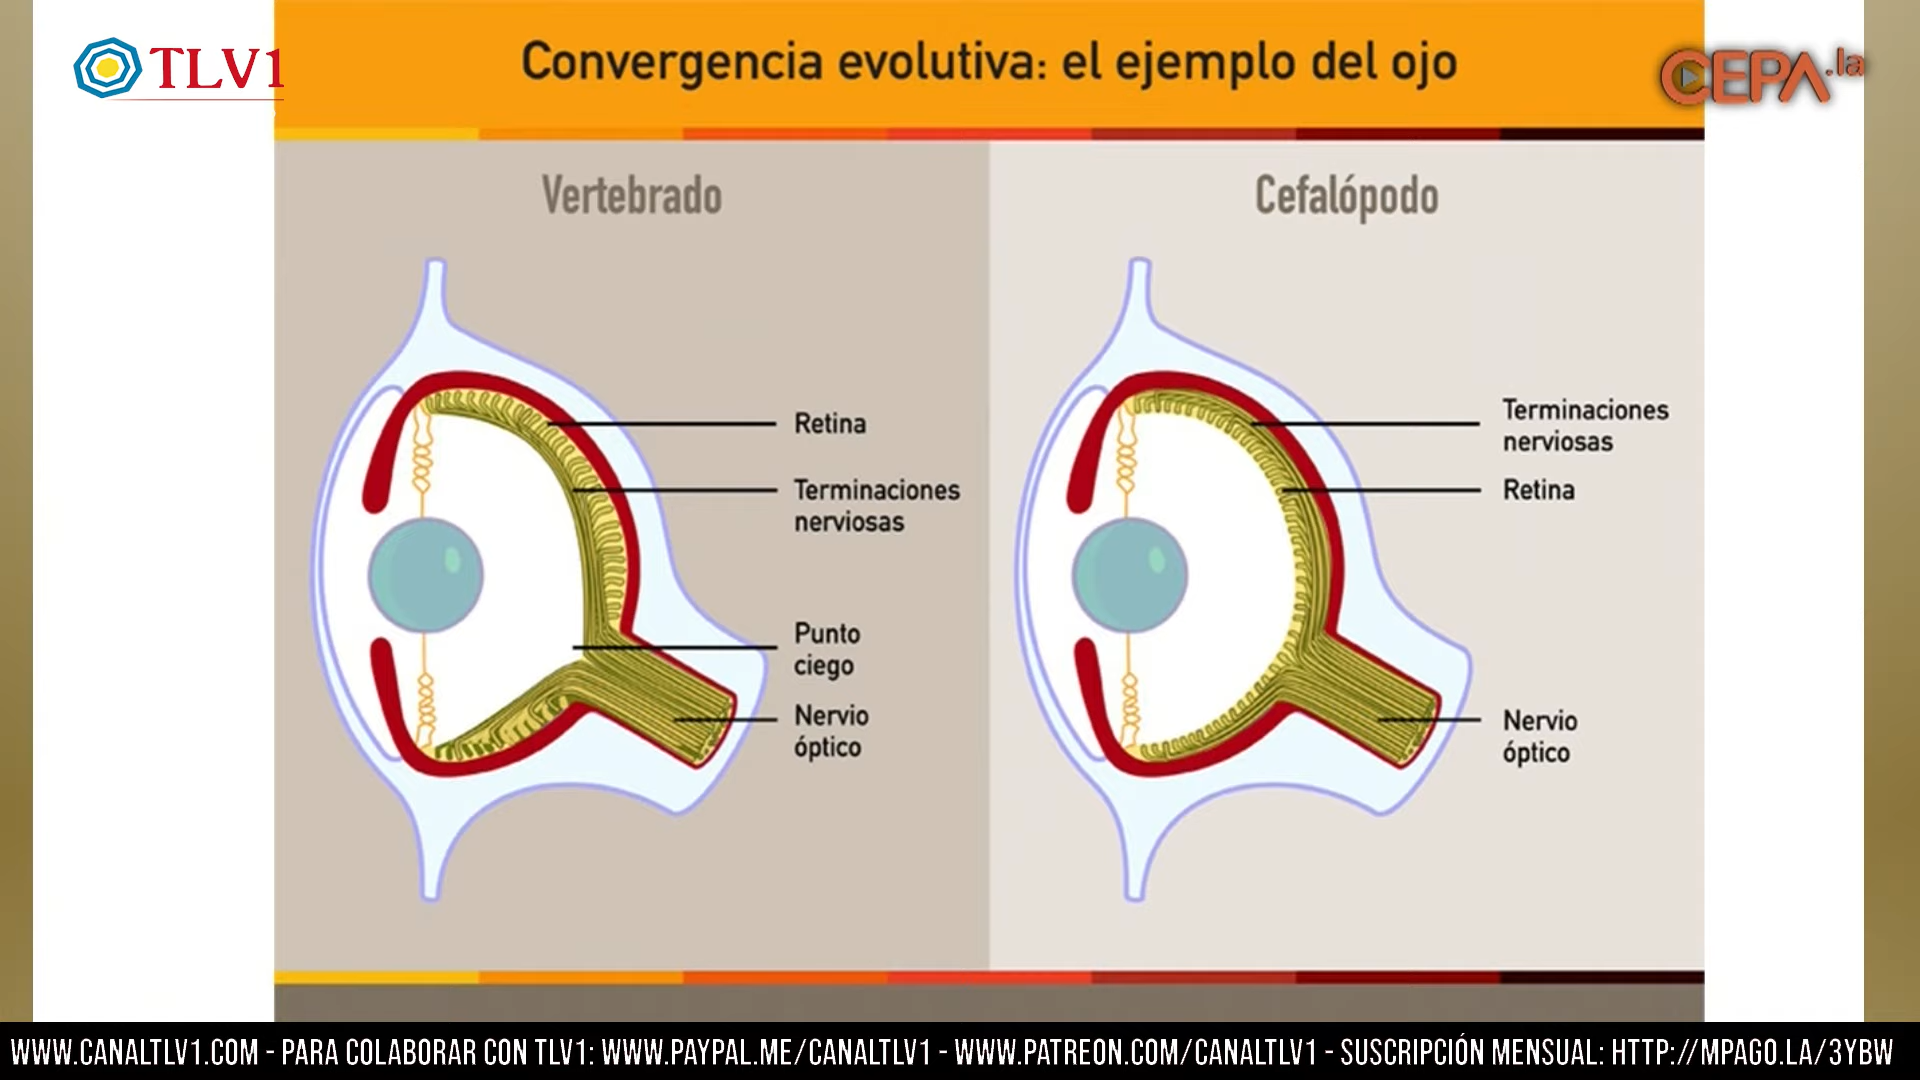 TLV1
Convergencia evolutiva: el ejemplo del ojo
CEPA.la
Vertebrado
Retina
Terminaciones
nerviosas
Punto
ciego
Nervio
óptico
Cefalópodo
Terminaciones
nerviosas
Retina
Nervio
óptico
WWW.CANALTLV1.COM - PARA COLABORAR CON TLV1: WWW.PAYPAL.ME/CANALTLV1 - WWW.PATREON.COM/CANALTLV1 - SUSCRIPCIÓN MENSUAL: HTTP://MPAGO.LA/3YBW